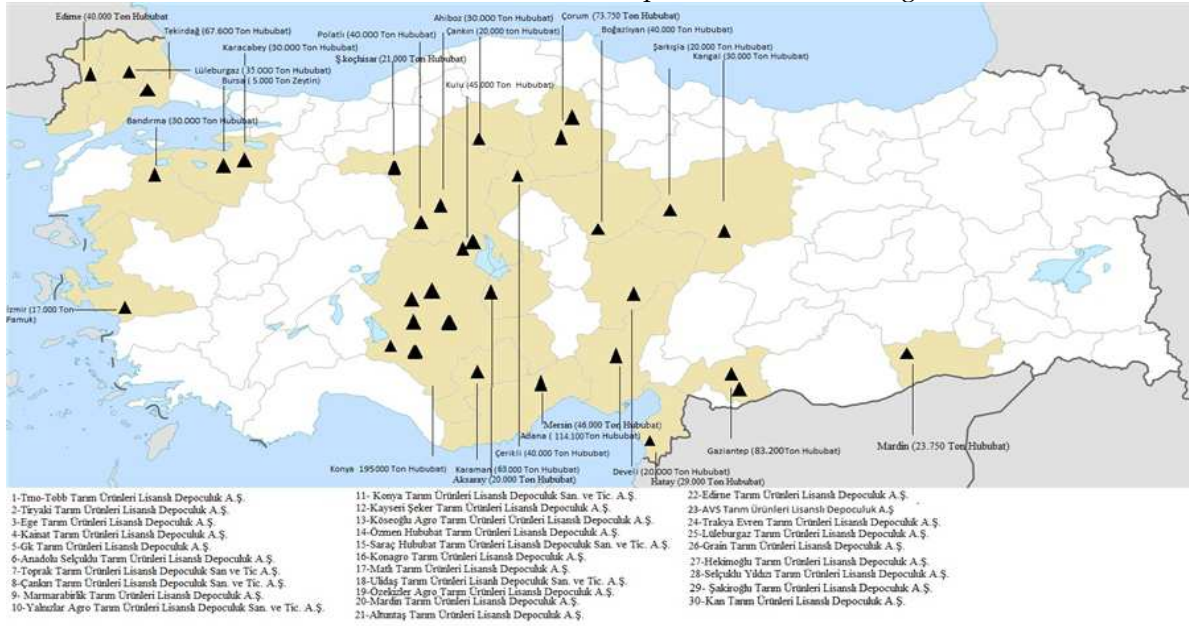 Edirne (40.000 Ton Hububat
Tekirdağ (67.600 Ton Hububat)
Karacabey (30.000 Ton Hububat)
Lüleburgaz ( 35.000 Ton Hububat)
Bursa ( 5.000 Ton Zeytin)
Bandırma (30.000 Ton Hububat)
Polatlı (40.000 Ton Hububat)
Ş.koçhisar (21.000 Ton Hububat)
Ahiboz (30.000 Ton Hububat)
Çankırı (20.000 ton Hububat)
Kulu (45.000 Ton Hububat)
Çorum (73.750 Ton Hububat)
Boğazlıyan (40.000 Ton Hububat)
Şarkışla (20.000 Ton Hububat)
Kangal (30.000 Ton Hububat)
İzmir (17.000 Ton
Pamuk)
Mersin (46.000 Ton Hububat)
Adana ( 114.100 Ton Hububat)
Çerikli (40.000 Ton Hububat)
Konya 195000 Ton Hububat)
Karaman (63.000 Ton Hububat)
Aksaray (20.000 Ton Hububat)
Develi (20.000 Ton Hububat)
Hatay (29.000 Ton Hububat)
Gaziantep (83.200 Ton Hububat)
Mardin (23.750 Ton Hububat)
1-Tmo-Tobb Tarım Ürünleri Lisanslı Depoculuk A.Ş.
2-Tiryaki Tarım Ürünleri Lisanslı Depoculuk A.Ş.
3-Ege Tarım Ürünleri Lisanslı Depoculuk A.Ş.
4-Kainat Tarım Ürünleri Lisanslı Depoculuk A.Ş.
5-Gk Tarım Ürünleri Lisanslı Depoculuk A.Ş.
6-Anadolu Selçuklu Tarım Ürünleri Lisanslı Depoculuk A.Ş.
7-Toprak Tarım Ürünleri Lisanslı Depoculuk San ve Tic. A.Ş.
8-Çankırı Tarım Ürünleri Lisanslı Depoculuk San. ve Tic. A.Ş.
9- Marmarabirlik Tarım Ürünleri Lisanslı Depoculuk A.Ş.
10-Yalnızlar Agro Tarım Ürünleri Lisanslı Depoculuk San. ve Tic. A.Ş.
11- Konya Tarım Ürünleri Lisanslı Depoculuk San. ve Tic. A.Ş.
12-Kayseri Şeker Tarım Ürünleri Lisanslı Depoculuk A.Ş.
13-Köseoğlu Agro Tarım Ürünleri Ürünleri Lisanslı Depoculuk A.Ş.
14-Özmen Hububat Tarım Ürünleri Lisanslı Depoculuk A.Ş.
15-Saraç Hububat Tarım Ürünleri Lisanslı Depoculuk San. ve Tic. A.Ş.
16-Konagro Tarım Ürünleri Lisanslı Depoculuk A.Ş.
17-Matlı Tarım Ürünleri Lisanslı Depoculuk A.Ş.
18-Ulidaş Tarım Ürünleri Lisanlı Depoculuk San. ve Tic. A.Ş.
19-Özekizler Agro Tarım Ürünleri Lisanslı Depoculuk A.Ş.
20-Mardin Tarım Ürünleri Lisanslı Depoculuk A.Ş.
21-Altuntaş Tarım Ürünleri Lisanslı Depoculuk A.Ş.
22-Edirne Tarım Ürünleri Lisanslı Depoculuk A.Ş.
23-AVS Tarım Ürünleri Lisanslı Depoculuk A.Ş
24-Trakya Evren Tarım Ürünleri Lisanslı Depoculuk A.Ş.
25-Lüleburgaz Tarım Ürünleri Lisanslı Depoculuk A.Ş.
26-Grain Tarım Ürünleri Lisanslı Depoculuk A.Ş.
27-Hekimoğlu Tarım Ürünleri Lisanslı Depoculuk A.Ş.
28-Selçuklu Yıldızı Tarım Ürünleri Lisanslı Depoculuk A.Ş.
29- Şakiroğlu Tarım Ürünleri Lisanslı Depoculuk A.Ş.
30-Kan Tarım Ürünleri Lisanslı Depoculuk A.Ş.